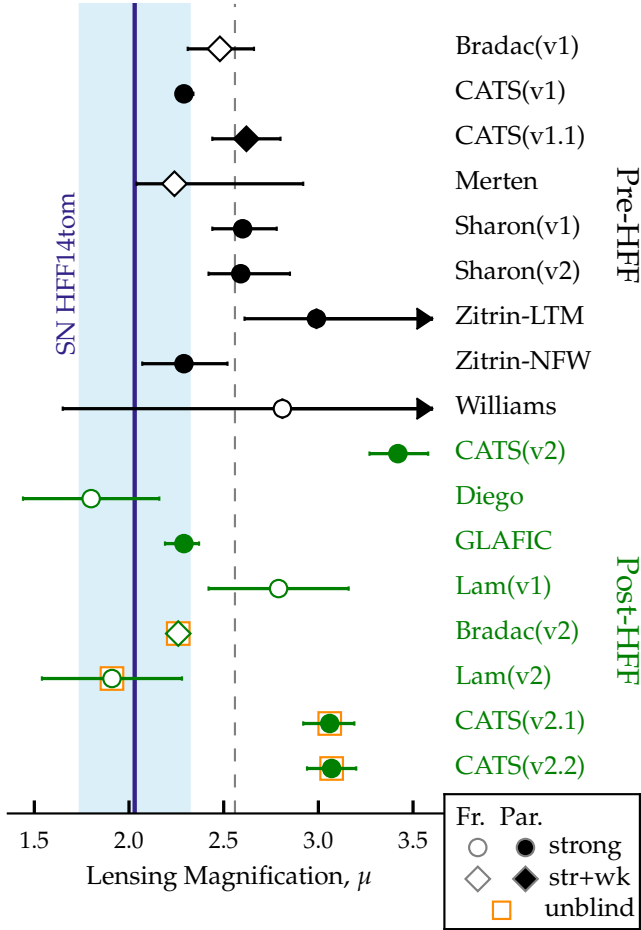 Bradac(v1)
CATS(v1)
CATS(v1.1)
Merten
Sharon(v1)
Sharon(v2)
Zitrin-LTM
Zitrin-NFW
Williams
Pre-HFF
SN HFF14tom
CATS(v2)
Diego
GLAFIC
Lam(v1)
Bradac(v2)
Lam(v2)
CATS(v2.1)
CATS(v2.2)
Post-HFF
1.5 2.0 2.5 3.0 3.5
Lensing Magnification, μ
Fr. Par.
strong
str+wk
unblind